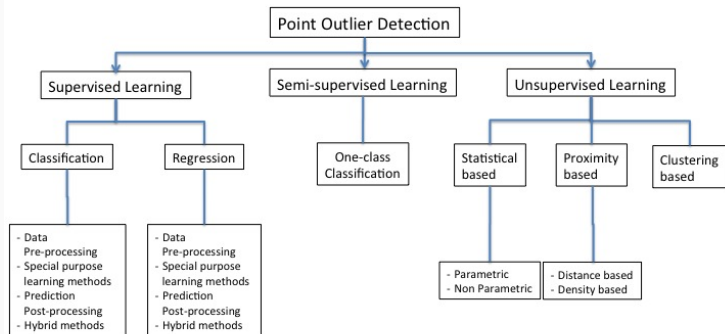 Point Outlier Detection
Supervised Learning
Semi-supervised Learning
Unsupervised Learning
Classification
Regression
One-class
Classification
Statistical
based
Proximity
based
Clustering
based
- Data
Pre-processing
- Special purpose
learning methods
- Prediction
Post-processing
- Hybrid methods
- Data
Pre-processing
- Special purpose
learning methods
- Prediction
Post-processing
- Hybrid methods
- Parametric
- Non Parametric
- Distance based
- Density based